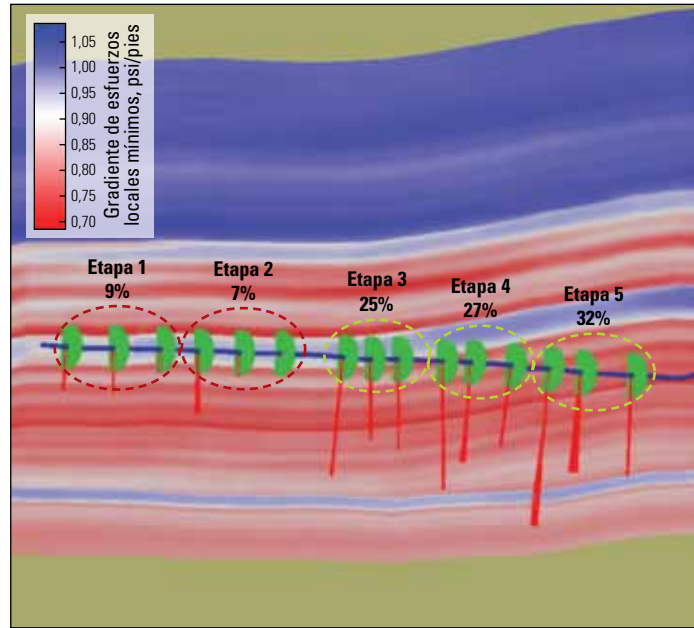 1,05
1,00
0,95
0,90
0,85
0,80
0,75
0,70
Gradiente de esfuerzos
locales mínimos, psi/pies
Etapa 1
9%
Etapa 2
7%
Etapa 3
25%
Etapa 4
27%
Etapa 5
32%